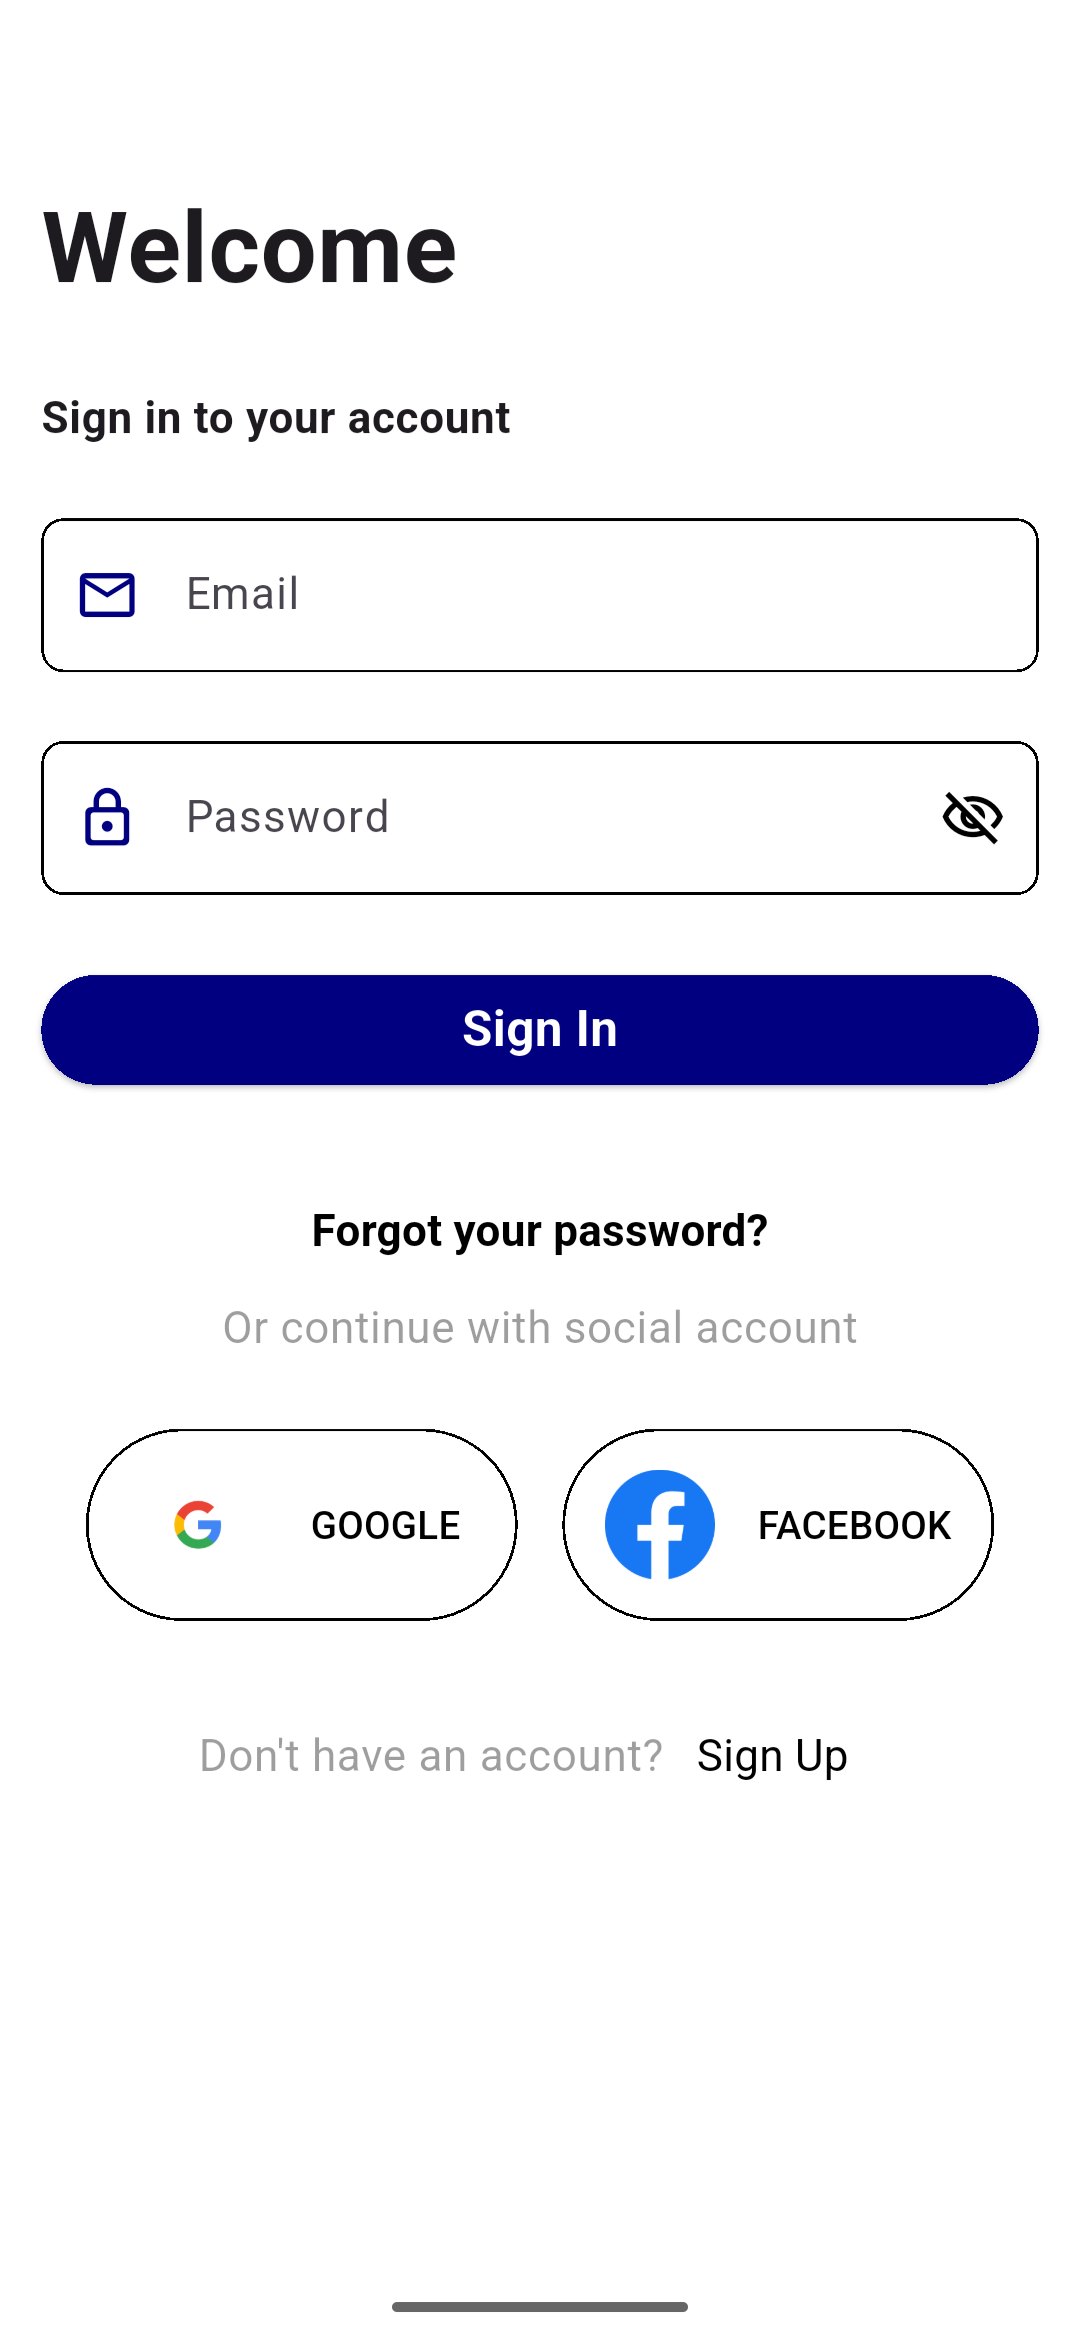 Welcome
Sign in to your account
Email
Password
Sign In
Forgot your password?
Or continue with social account
GOOGLE
FACEBOOK
Don't have an account? Sign Up